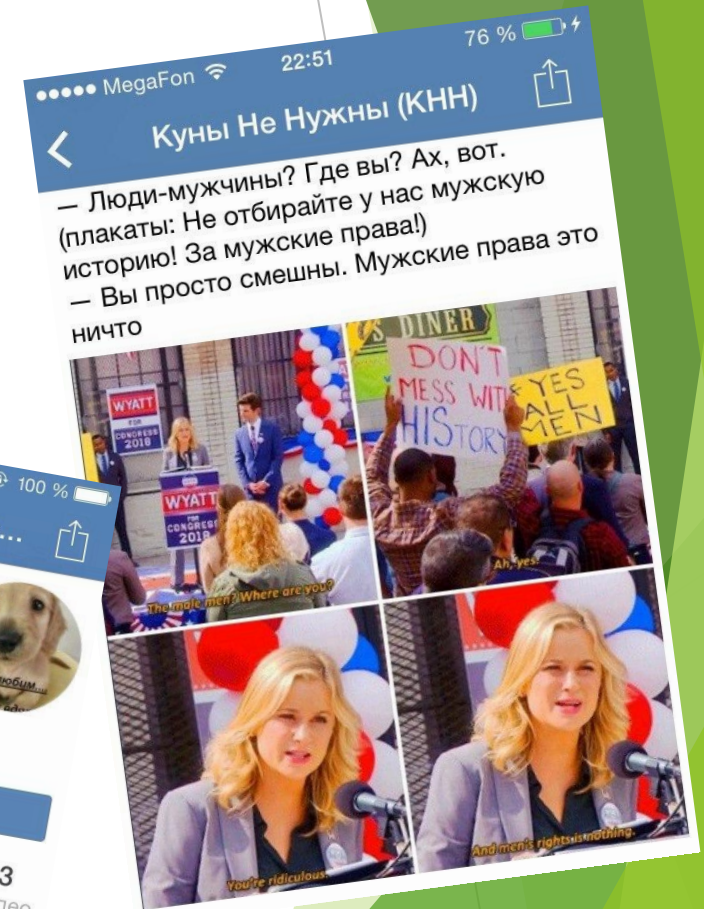 MegaFon 22:51 76 %
Куны Не Нужны (КНН)
— Люди-мужчины? Где вы? Ах, вот.
(плакаты: Не отбирайте у нас мужскую
историю! За мужские права!)
— Вы просто смешны. Мужские права это
ничто
WYATT
FOR
CONGRESS
2018
WYATT
FOR
CONGRESS
2018
The male men? Where are you?
'S DINER
DON'T
MESS WITH
HISTORY
#YES
ALL
MEN
Ah, yes.
You're ridiculous.
And men's rights is nothing.
100 %
...
3